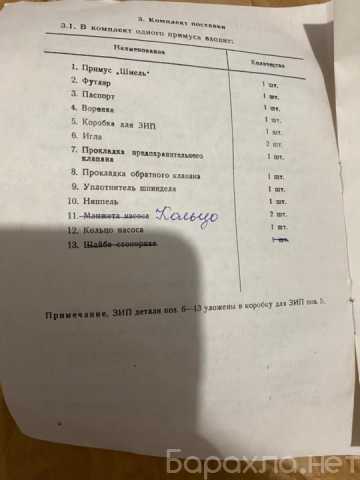 3. Комплект поставки
3.1. В комплект одного примуса входит:
Наименование Количество
1. Примус „Шмель" 1 шт.
2. Футляр 1 шт.
3. Паспорт 1 шт.
4. Воронка 1 шт.
5. Коробка для ЗИП 1 шт.
6. Игла 2 шт.
7. Прокладка предохранительного
клапана 1 шт.
8. Прокладка обратного клапана 1 шт.
9. Уплотнитель шпинделя 1 шт.
10. Ниппель 1 шт.
11. Манжета насоса Кольцо 2 шт.
12. Кольцо насоса 1 шт.
13. Шайба стопорная 1 шт.
Примечание. ЗИП детали поз. 6—13 уложены в коробку для ЗИП поз. 5.
Барахла.Нет